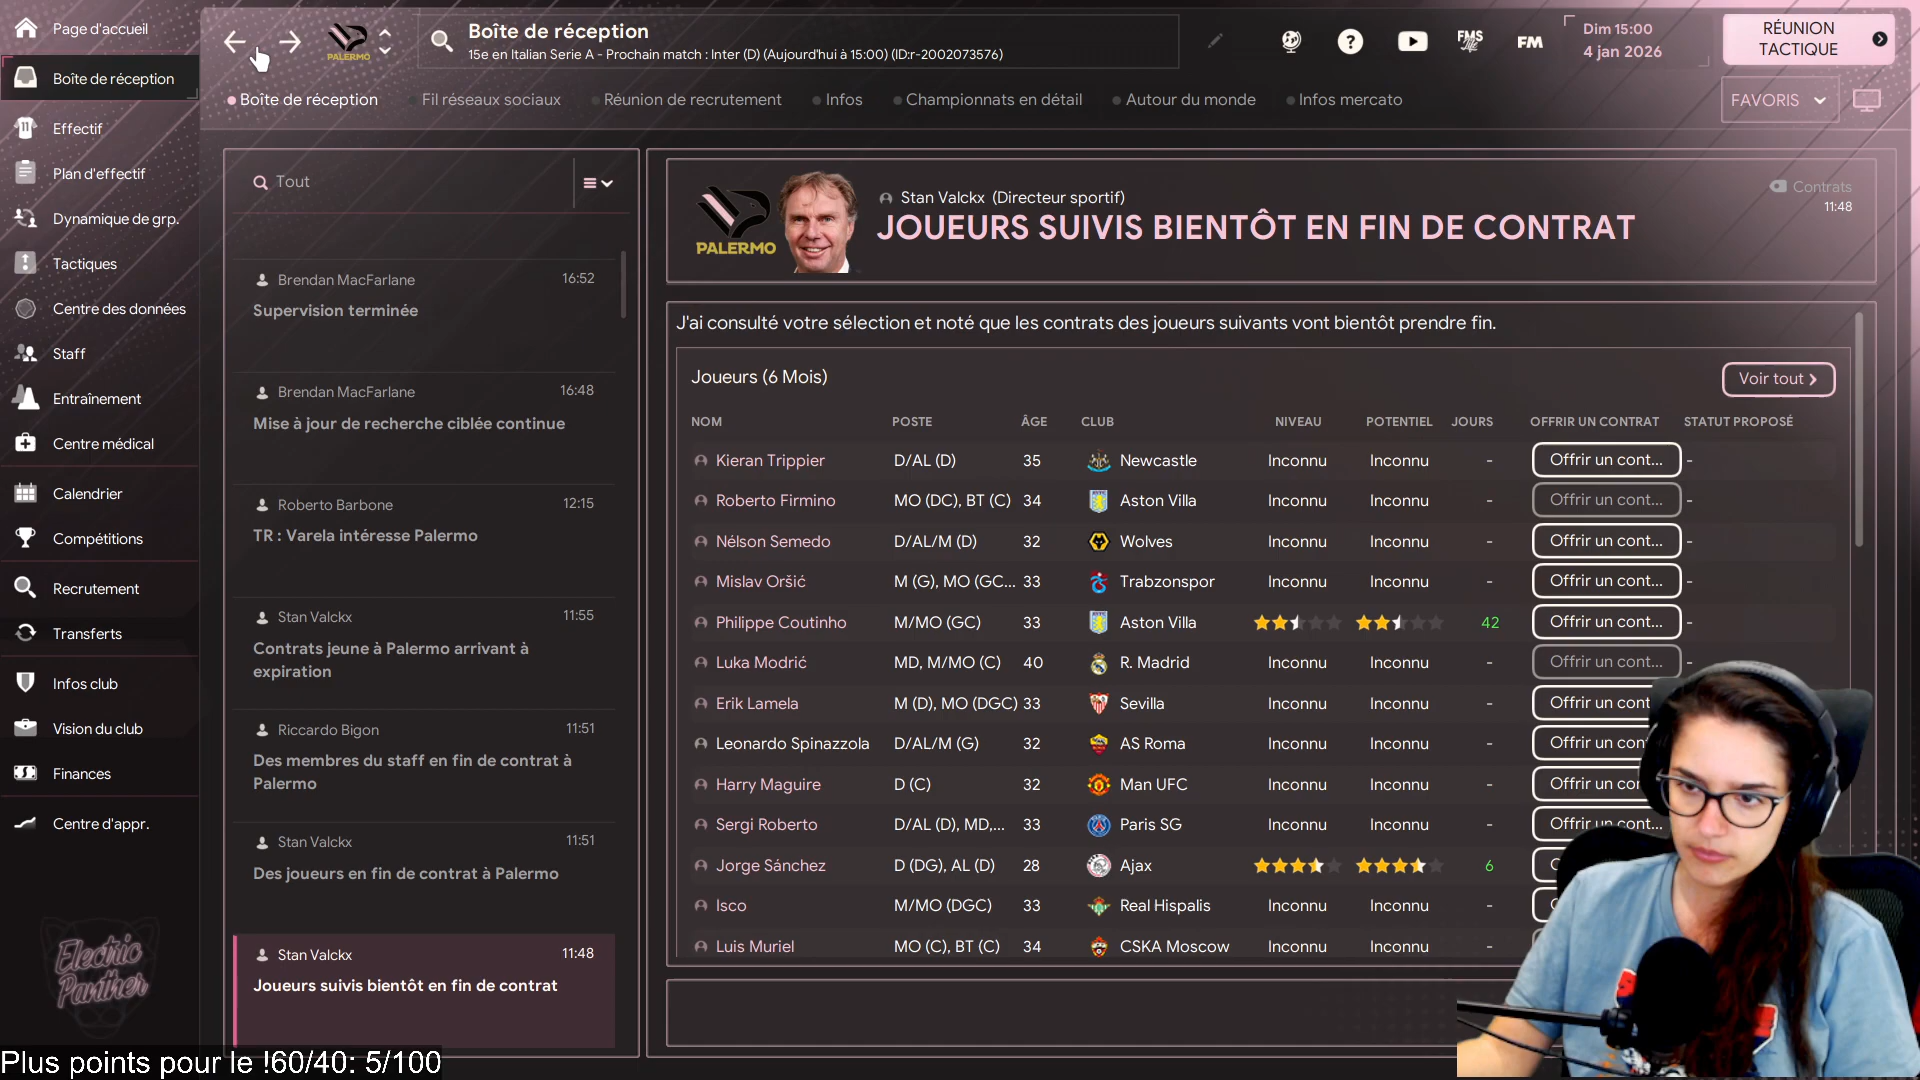 Page d'accueil
Boîte de réception
Effectif
Plan d'effectif
Dynamique de grp.
Tactiques
Centre des données
Staff
Entraînement
Centre médical
Calendrier
Compétitions
Recrutement
Transferts
Infos club
Vision du club
Finances
Centre d'appr.
Electric
Panther
PALERMO
Boîte de réception
15e en Italian Serie A - Prochain match : Inter (D) (Aujourd'hui à 15:00) (ID:r-2002073576)
FMS
FM
Dim 15:00
4 jan 2026
RÉUNION
TACTIQUE
Boîte de réception
Fil réseaux sociaux
Réunion de recrutement
Infos
Championnats en détail
Autour du monde
Infos mercato
FAVORIS
Tout
Brendan MacFarlane 16:52
Supervision terminée
Brendan MacFarlane 16:48
Mise à jour de recherche ciblée continue
Roberto Barbone 12:15
TR : Varela intéresse Palermo
Stan Valckx 11:55
Contrats jeune à Palermo arrivant à
expiration
Riccardo Bigon 11:51
Des membres du staff en fin de contrat à
Palermo
Stan Valckx 11:51
Des joueurs en fin de contrat à Palermo
Stan Valckx 11:48
Joueurs suivis bientôt en fin de contrat
PALERMO
Stan Valckx (Directeur sportif)
JOUEURS SUIVIS BIENTÔT EN FIN DE CONTRAT
Contrats
11:48
J'ai consulté votre sélection et noté que les contrats des joueurs suivants vont bientôt prendre fin.
Joueurs (6 Mois)
Voir tout
NOM POSTE ÂGE CLUB NIVEAU POTENTIEL JOURS OFFRIR UN CONTRAT STATUT PROPOSÉ
Kieran Trippier D/AL (D) 35 Newcastle Inconnu Inconnu - Offrir un cont... -
Roberto Firmino MO (DC), BT (C) 34 Aston Villa Inconnu Inconnu - Offrir un cont... -
Nélson Semedo D/AL/M (D) 32 Wolves Inconnu Inconnu - Offrir un cont... -
Mislav Oršić M (G), MO (GC... 33 Trabzonspor Inconnu Inconnu - Offrir un cont... -
Philippe Coutinho M/MO (GC) 33 Aston Villa 42 Offrir un cont... -
Luka Modrić MD, M/MO (C) 40 R. Madrid Inconnu Inconnu - Offrir un cont... -
Erik Lamela M (D), MO (DGC) 33 Sevilla Inconnu Inconnu - Offrir un cont
Leonardo Spinazzola D/AL/M (G) 32 AS Roma Inconnu Inconnu - Offrir un con
Harry Maguire D (C) 32 Man UFC Inconnu Inconnu - Offrir un con
Sergi Roberto D/AL (D), MD,... 33 Paris SG Inconnu Inconnu - Offrir un cont...
Jorge Sánchez D (DG), AL (D) 28 Ajax 6
Isco M/MO (DGC) 33 Real Hispalis Inconnu Inconnu -
Luis Muriel MO (C), BT (C) 34 CSKA Moscow Inconnu Inconnu -
Plus points pour le !60/40: 5/100